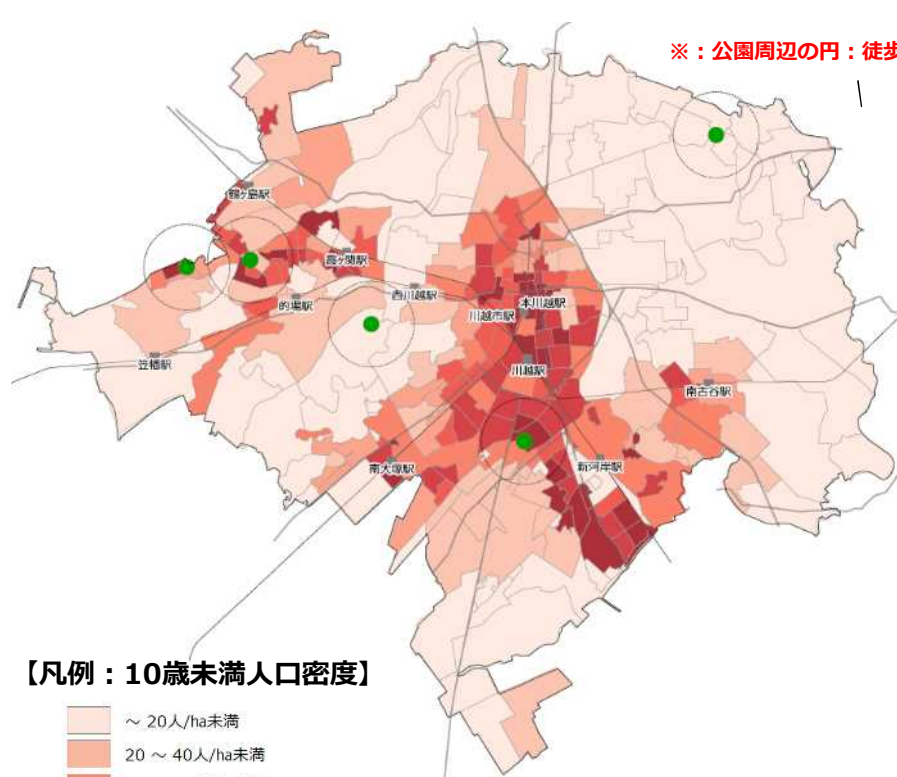 ※：公園周辺の円：徒歩
鶴ヶ島駅
霞ヶ関駅
的場駅
西川越駅
本川越駅
川越市駅
笠幡駅
川越駅
南古谷駅
南大塚駅
新河岸駅
【凡例：10歳未満人口密度】
～ 20人/ha未満
20 ～ 40人/ha未満